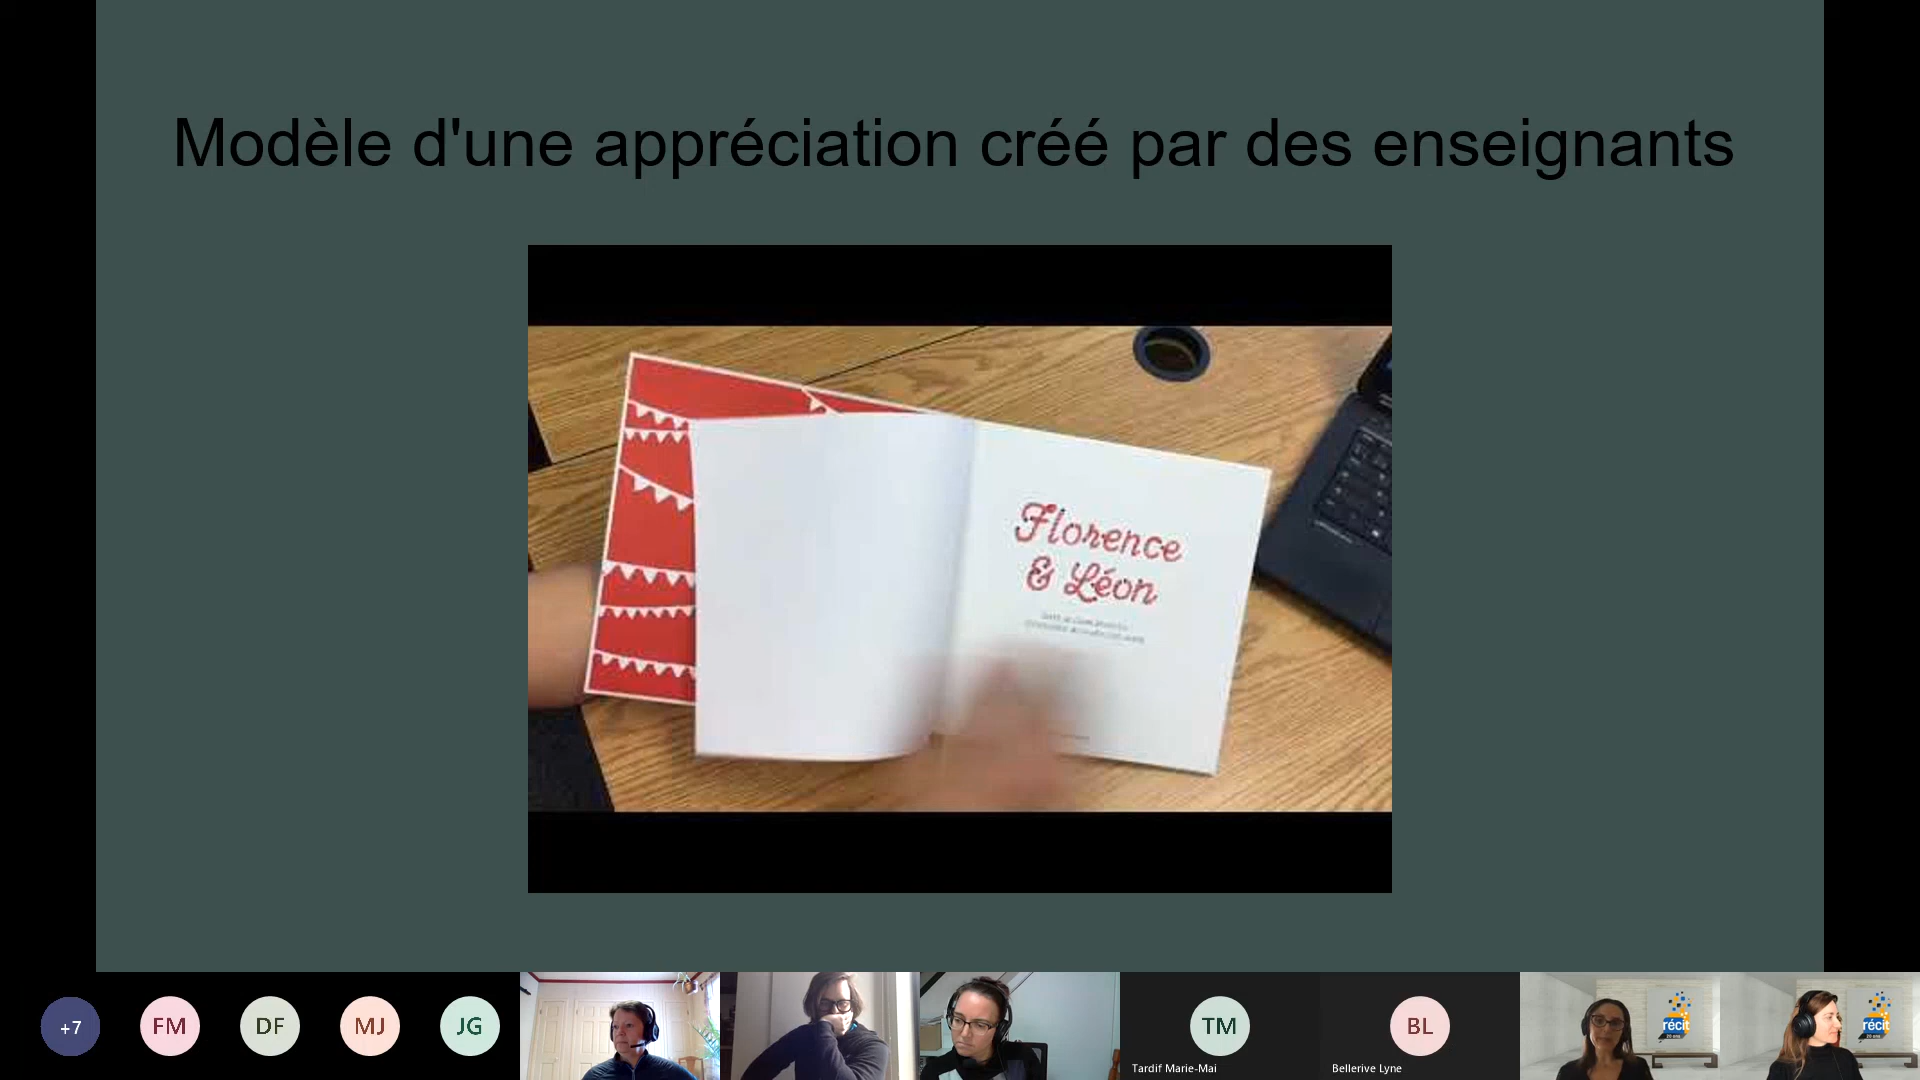 Modèle d'une appréciation créé par des enseignants
Florence
& Léon
+7
FM
DF
MJ
JG
TM
Tardif Marie-Mai
BL
Bellerive Lyne
récit
récit